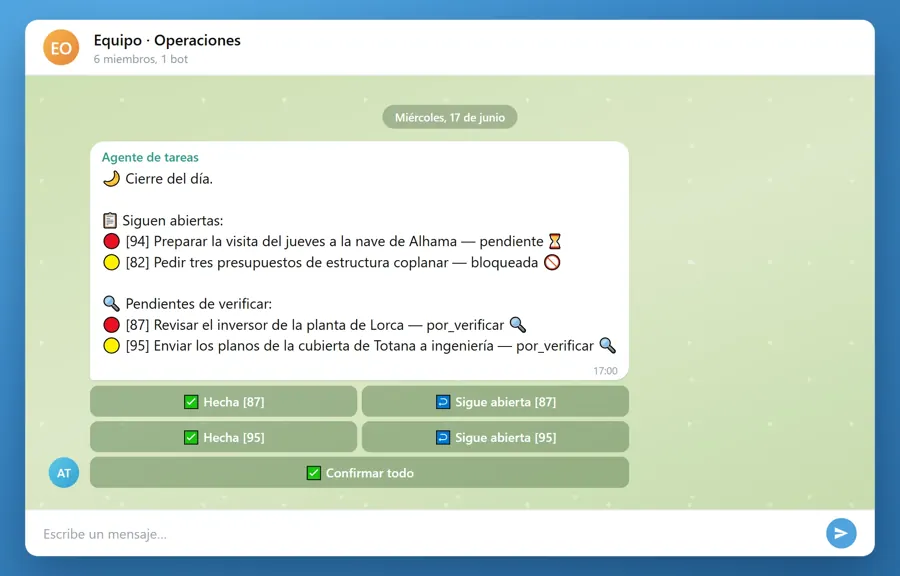 EO
Equipo · Operaciones
6 miembros, 1 bot
Miércoles, 17 de junio
Agente de tareas
🌙 Cierre del día.
📋 Siguen abiertas:
🔴 [94] Preparar la visita del jueves a la nave de Alhama — pendiente ⏳
🟡 [82] Pedir tres presupuestos de estructura coplanar — bloqueada 🚫
🔍 Pendientes de verificar:
🔴 [87] Revisar el inversor de la planta de Lorca — por_verificar 🔍
🟡 [95] Enviar los planos de la cubierta de Totana a ingeniería — por_verificar 🔍
17:00
✅ Hecha [87]
↩️ Sigue abierta [87]
✅ Hecha [95]
↩️ Sigue abierta [95]
AT
✅ Confirmar todo
Escribe un mensaje...